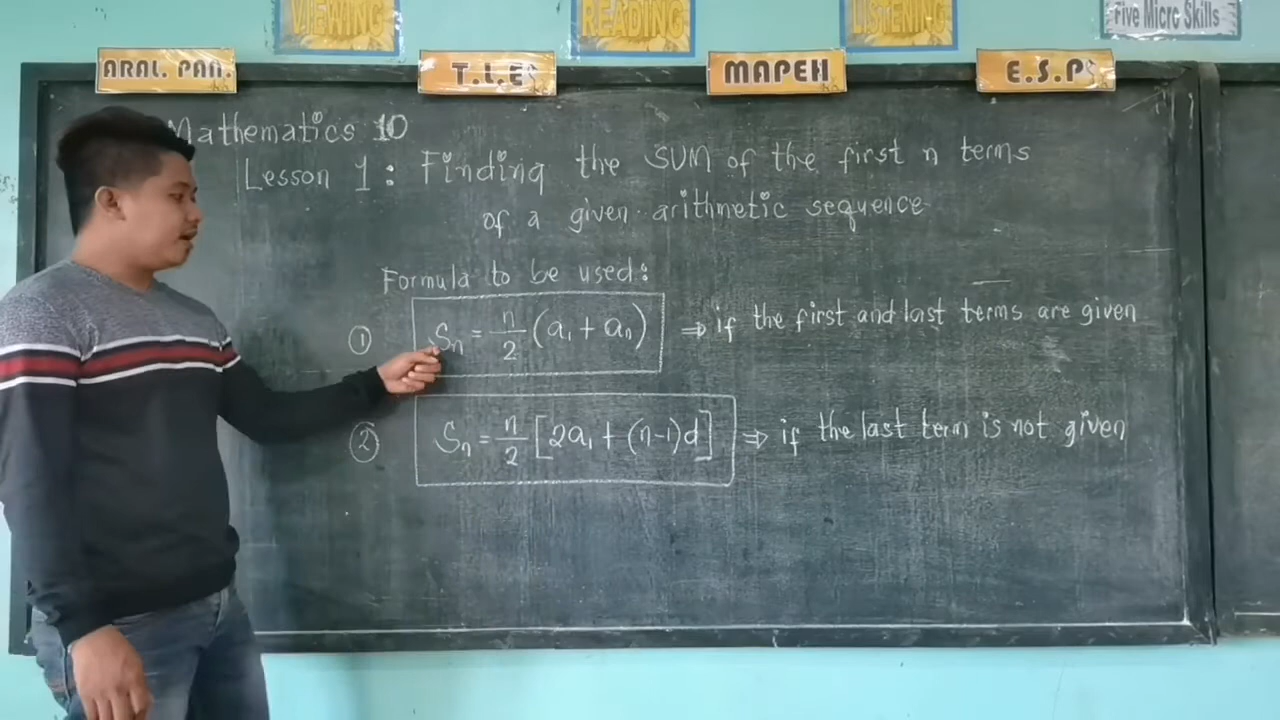 VIEWING
READING
LISTENING
Five Micro Skills
ARAL. PAN.
T.L.E
MAPEH
E.S.P
Mathematics 10
Lesson 1: Finding the SUM of the first n terms
of a given arithmetic sequence
Formula to be used:
① Sₙ = n/2 (a₁ + aₙ) ⇒ if the first and last terms are given
② Sₙ = n/2 [2a₁ + (n-1)d] ⇒ if the last term is not given